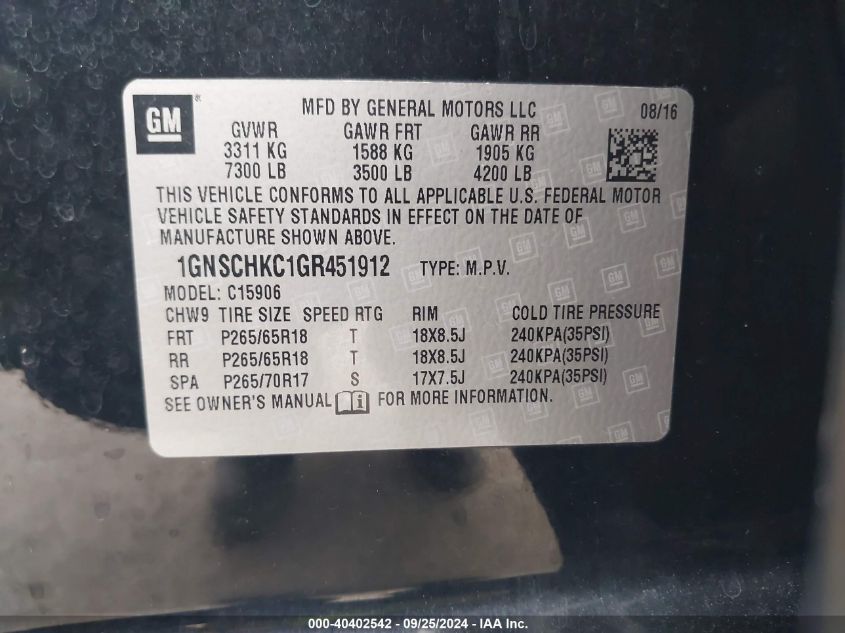 GM ® MFD BY GENERAL MOTORS LLC 08/16
GVWR GAWR FRT GAWR RR
3311 KG 1588 KG 1905 KG
7300 LB 3500 LB 4200 LB
THIS VEHICLE CONFORMS TO ALL APPLICABLE U.S. FEDERAL MOTOR
VEHICLE SAFETY STANDARDS IN EFFECT ON THE DATE OF
MANUFACTURE SHOWN ABOVE.
1GNSCHKC1GR451912 TYPE: M.P.V.
MODEL: C15906
CHW9 TIRE SIZE SPEED RTG RIM COLD TIRE PRESSURE
FRT P265/65R18 T 18X8.5J 240KPA(35PSI)
RR P265/65R18 T 18X8.5J 240KPA(35PSI)
SPA P265/70R17 S 17X7.5J 240KPA(35PSI)
SEE OWNER'S MANUAL i FOR MORE INFORMATION.
000-40402542 - 09/25/2024 - IAA Inc.